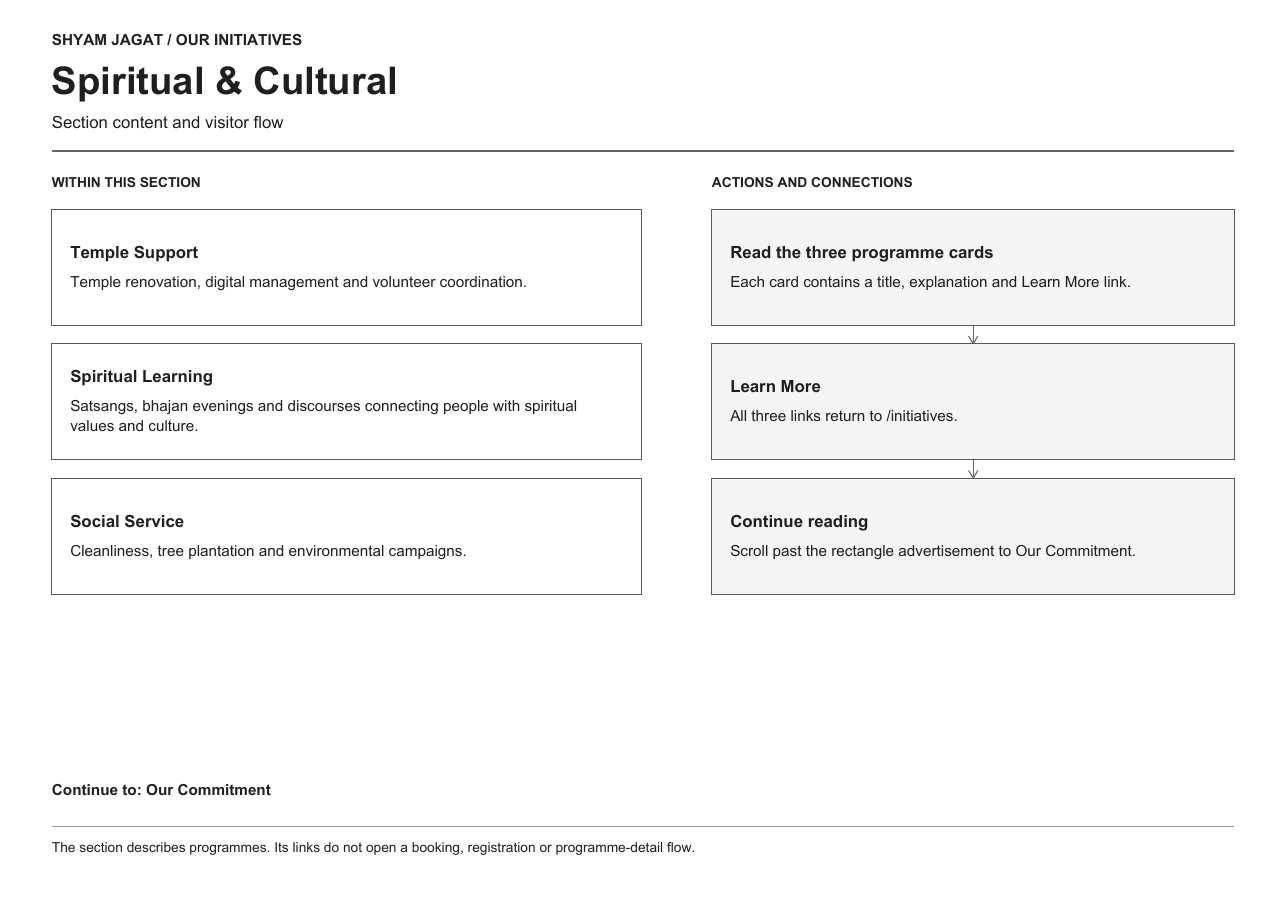 SHYAM JAGAT / OUR INITIATIVES
Spiritual & Cultural
Section content and visitor flow
WITHIN THIS SECTION
Temple Support
Temple renovation, digital management and volunteer coordination.
Spiritual Learning
Satsangs, bhajan evenings and discourses connecting people with spiritual
values and culture.
Social Service
Cleanliness, tree plantation and environmental campaigns.
ACTIONS AND CONNECTIONS
Read the three programme cards
Each card contains a title, explanation and Learn More link.
Learn More
All three links return to /initiatives.
Continue reading
Scroll past the rectangle advertisement to Our Commitment.
Continue to: Our Commitment
The section describes programmes. Its links do not open a booking, registration or programme-detail flow.